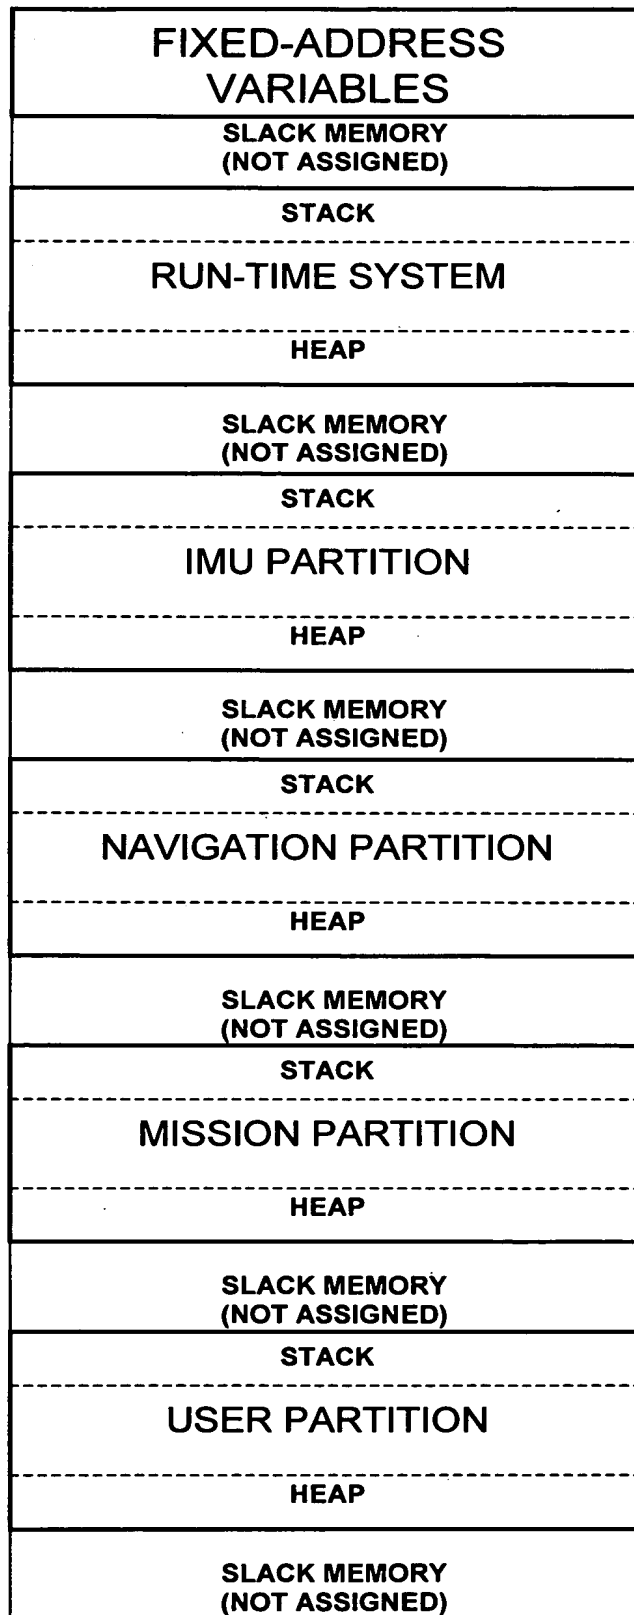 FIXED-ADDRESS
VARIABLES
SLACK MEMORY
(NOT ASSIGNED)
STACK
RUN-TIME SYSTEM
HEAP
SLACK MEMORY
(NOT ASSIGNED)
STACK
IMU PARTITION
HEAP
SLACK MEMORY
(NOT ASSIGNED)
STACK
NAVIGATION PARTITION
HEAP
SLACK MEMORY
(NOT ASSIGNED)
STACK
MISSION PARTITION
HEAP
SLACK MEMORY
(NOT ASSIGNED)
STACK
USER PARTITION
HEAP
SLACK MEMORY
(NOT ASSIGNED)